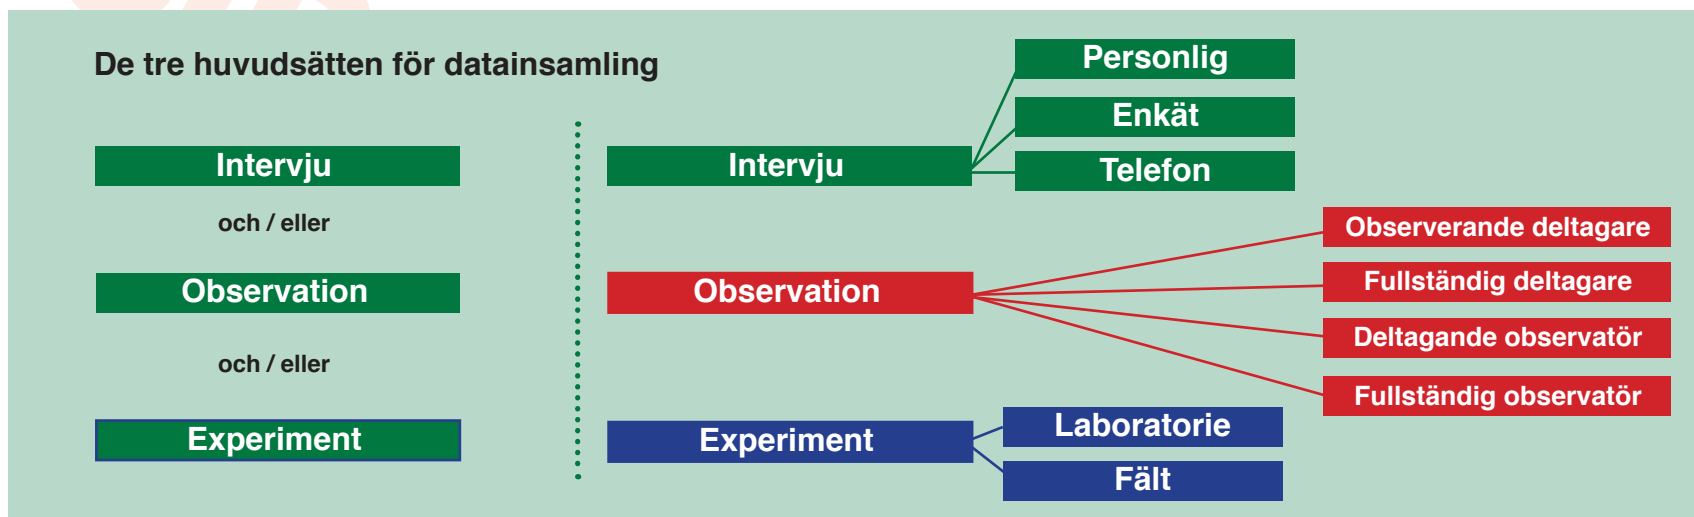 De tre huvudsätten för datainsamling
Intervju
och / eller
Observation
och / eller
Experiment
Intervju
Personlig
Enkät
Telefon
Observation
Observerande deltagare
Fullständig deltagare
Deltagande observatör
Fullständig observatör
Experiment
Laboratorie
Fält